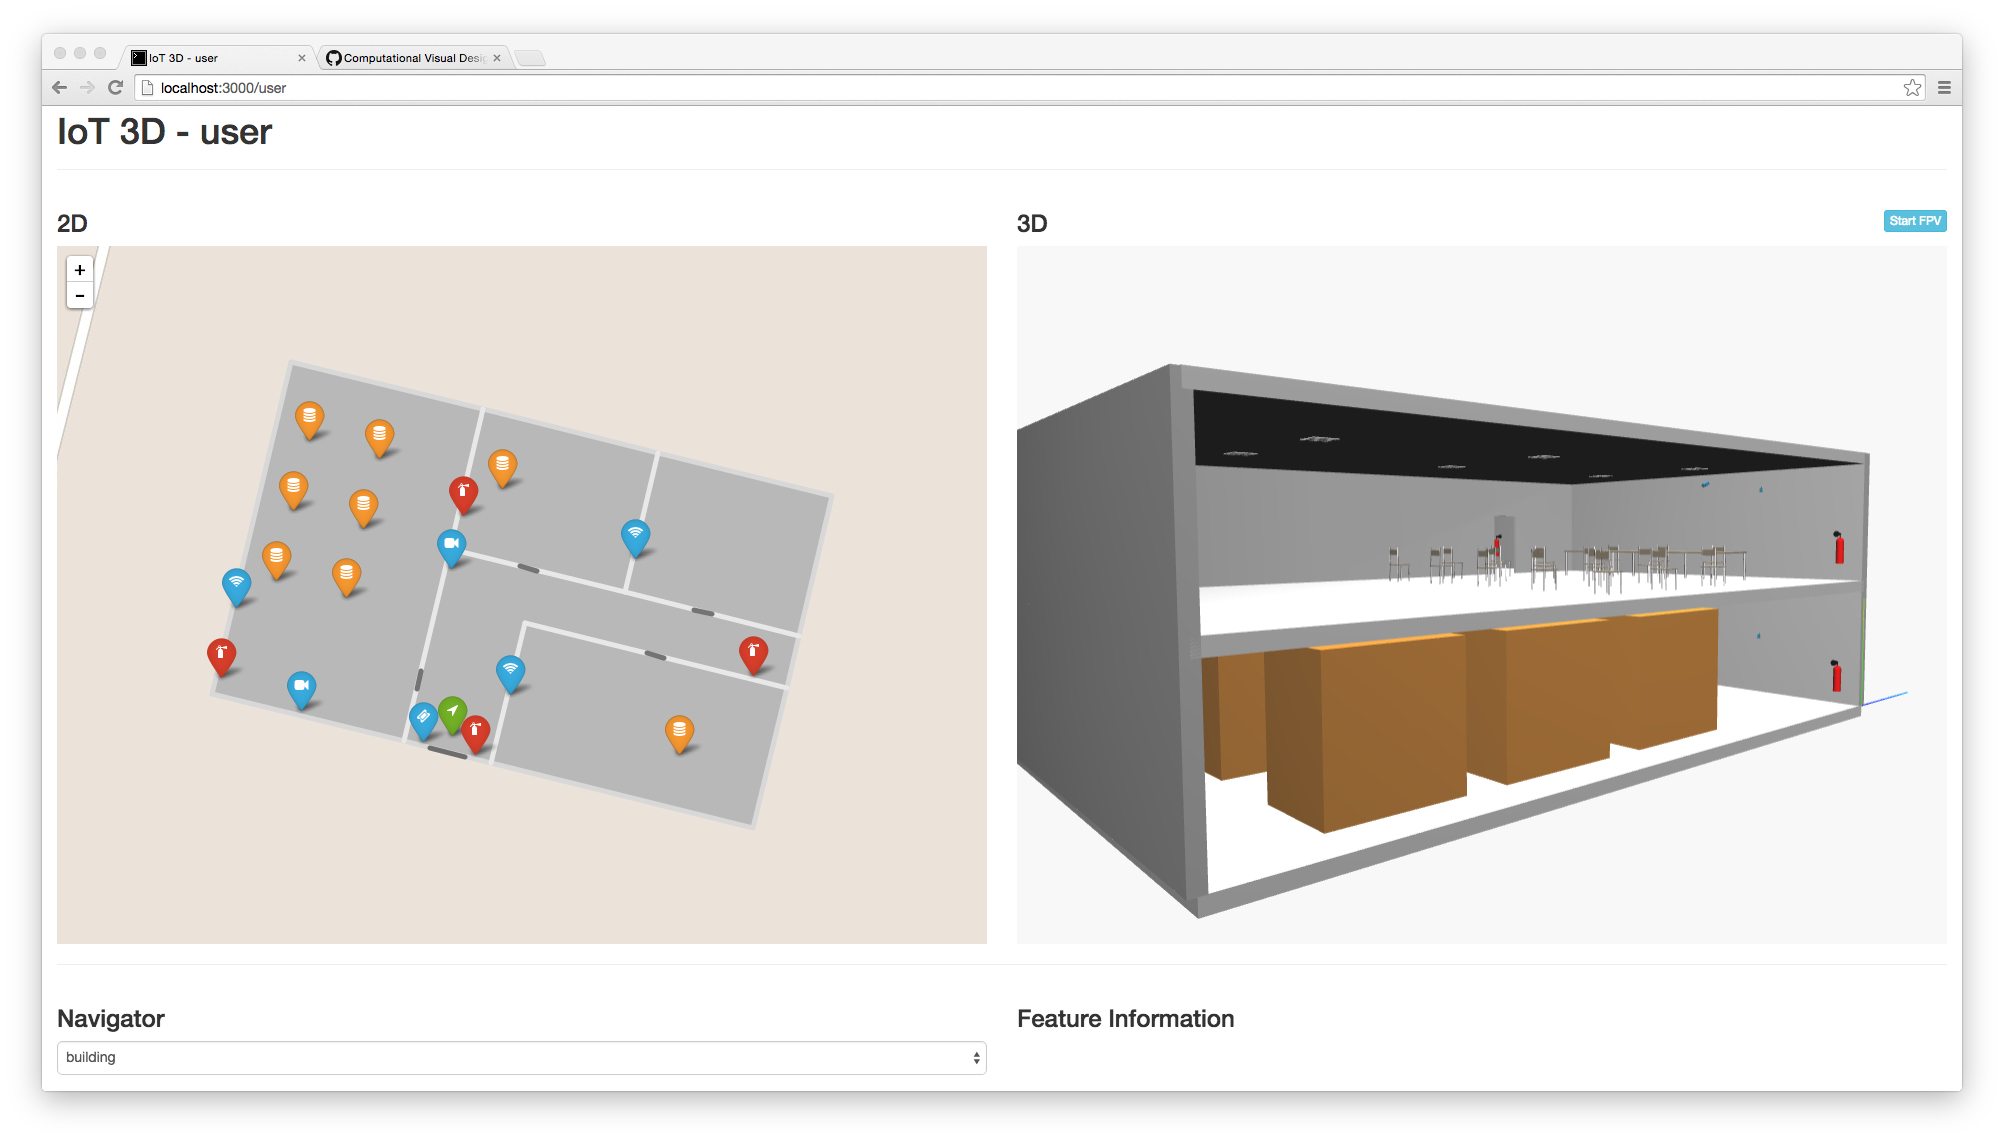 IoT 3D - user
Computational Visual Desig
localhost:3000/user
IoT 3D - user
2D
3D
Start FPV
+
-
Navigator
Feature Information
building